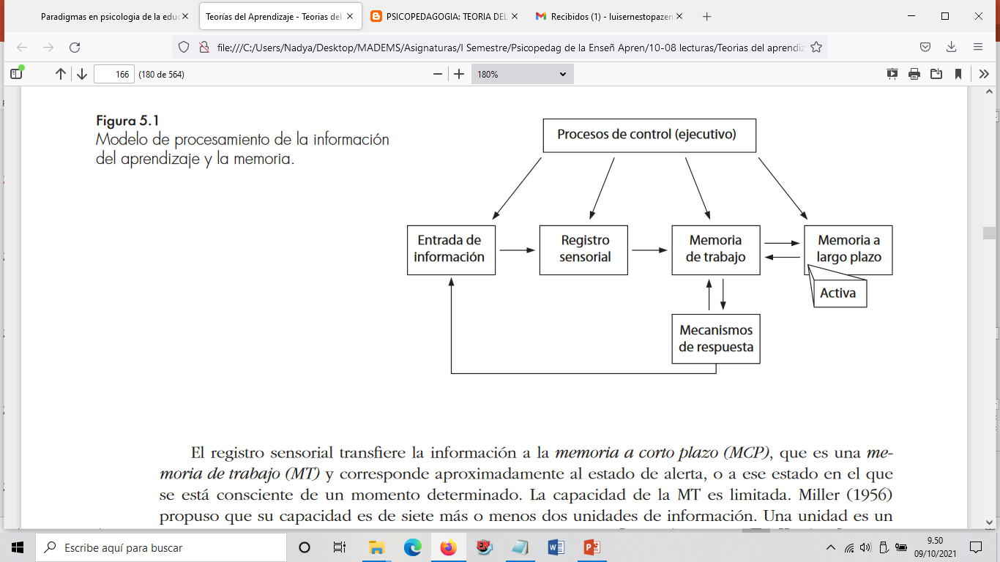 Paradigmas en psicologia de la educ
Teorías del Aprendizaje - Teorias del
PSICOPEDAGOGIA: TEORIA DEL
Recibidos (1) - luisernestopazen
file:///C:/Users/Nadya/Desktop/MADEMS/Asignaturas/I Semestre/Psicopedag de la Enseñ Apren/10-08 lecturas/Teorias del aprendiz
166 (180 de 564)
180%
Figura 5.1
Modelo de procesamiento de la información
del aprendizaje y la memoria.
Procesos de control (ejecutivo)
Entrada de
información
Registro
sensorial
Memoria
de trabajo
Memoria a
largo plazo
Activa
Mecanismos
de respuesta
El registro sensorial transfiere la información a la memoria a corto plazo (MCP), que es una me-
moria de trabajo (MT) y corresponde aproximadamente al estado de alerta, o a ese estado en el que
se está consciente de un momento determinado. La capacidad de la MT es limitada. Miller (1956)
propuso que su capacidad es de siete más o menos dos unidades de información. Una unidad es un
Escribe aquí para buscar
9.50
09/10/2021